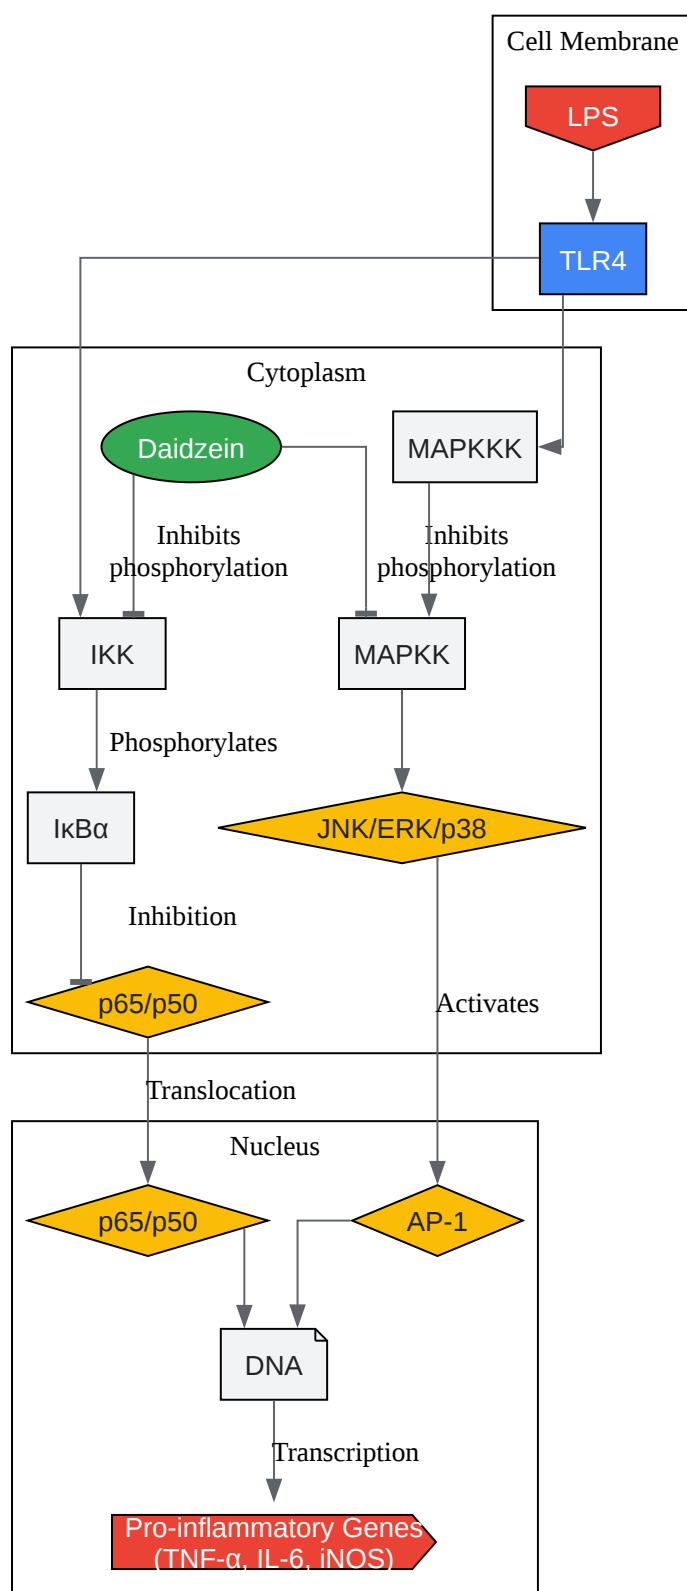 Cell Membrane
LPS
TLR4
Cytoplasm
Daidzein
MAPKKK
Inhibits
phosphorylation
Inhibits
phosphorylation
IKK
MAPKK
Phosphorylates
IκBα
JNK/ERK/p38
Inhibition
p65/p50
Activates
Translocation
Nucleus
p65/p50
AP-1
DNA
Transcription
Pro-inflammatory Genes
(TNF-α, IL-6, iNOS)